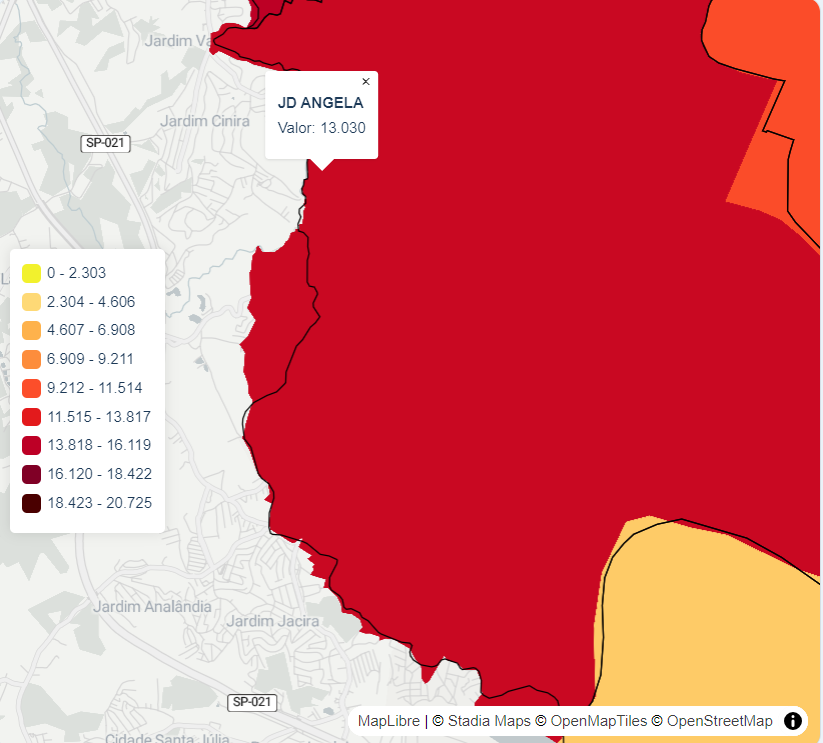 Jardim Va
×
JD ANGELA
Jardim Cinira
Valor: 13.030
SP-021
0 - 2.303
2.304 - 4.606
4.607 - 6.908
6.909 - 9.211
9.212 - 11.514
11.515 - 13.817
13.818 - 16.119
16.120 - 18.422
18.423 - 20.725
Jardim Analândia
Jardim Jacira
SP-021
MapLibre | © Stadia Maps © OpenMapTiles © OpenStreetMap
Cidade Santa Júlia